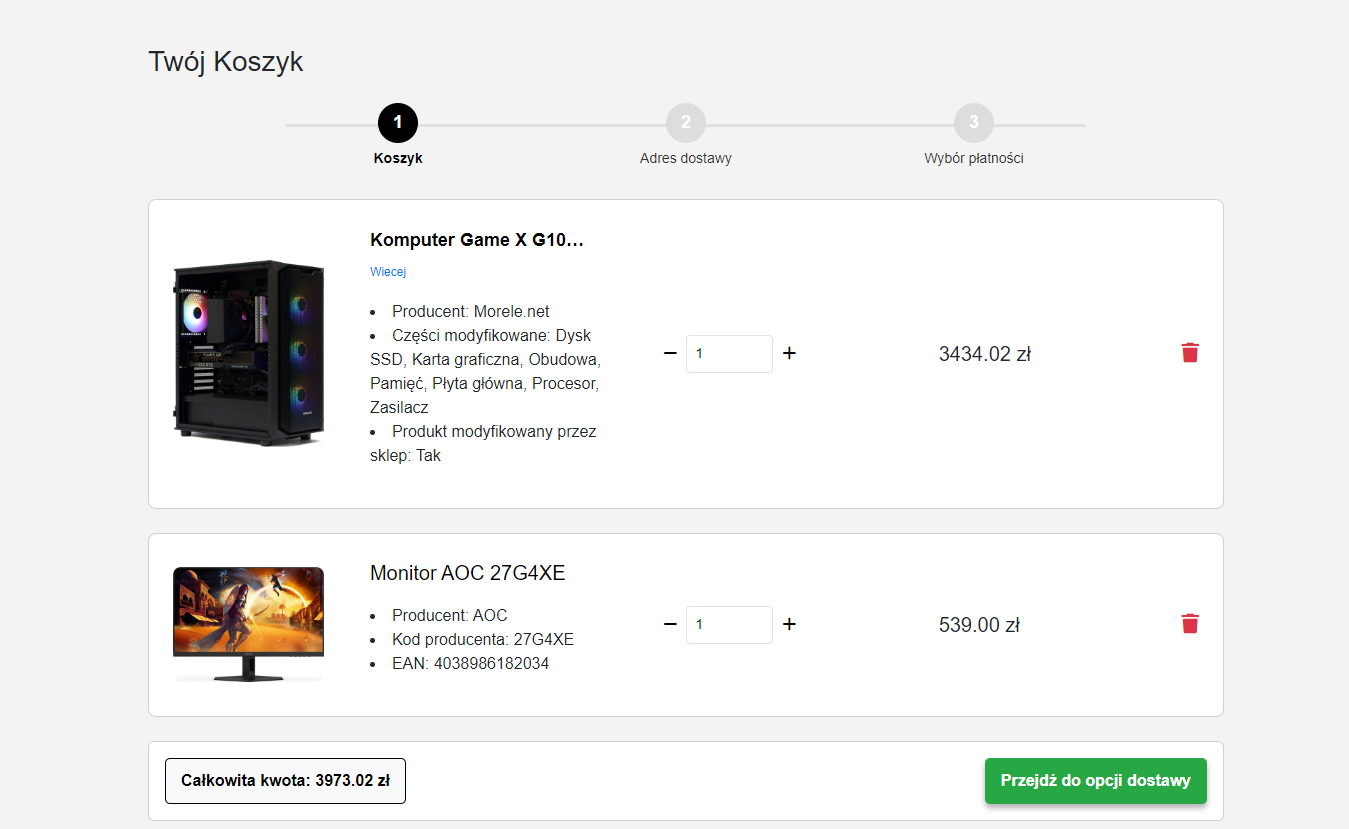 Twój Koszyk
1
2
3
Koszyk
Adres dostawy
Wybór płatności
Komputer Game X G10...
Wiecej
• Producent: Morele.net
• Części modyfikowane: Dysk
SSD, Karta graficzna, Obudowa,
Pamięć, Płyta główna, Procesor,
Zasilacz
• Produkt modyfikowany przez
sklep: Tak
− 1 +
3434.02 zł
Monitor AOC 27G4XE
• Producent: AOC
• Kod producenta: 27G4XE
• EAN: 4038986182034
− 1 +
539.00 zł
Całkowita kwota: 3973.02 zł
Przejdź do opcji dostawy